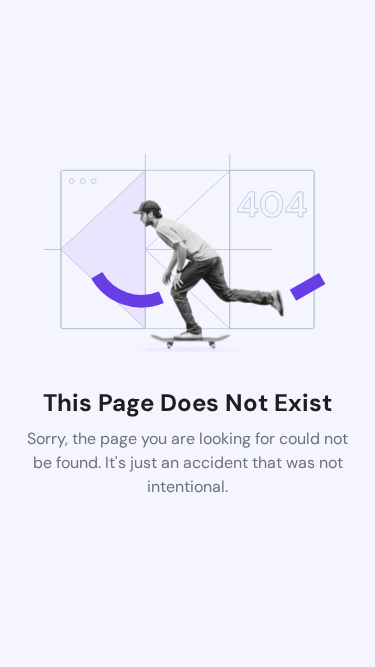 404
This Page Does Not Exist
Sorry, the page you are looking for could not
be found. It's just an accident that was not
intentional.